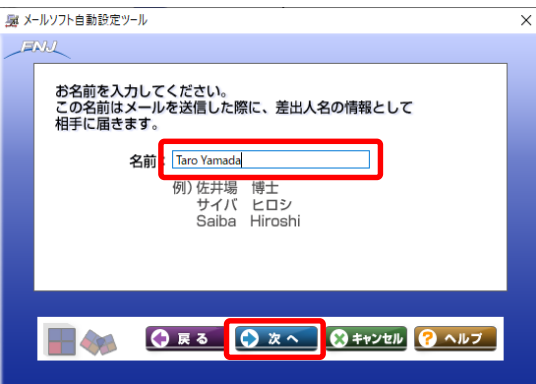 メールソフト自動設定ツール
FNJ
お名前を入力してください。
この名前はメールを送信した際に、差出人名の情報として
相手に届きます。
名前： Taro Yamada
例）佐井場　博士
サイバ　ヒロシ
Saiba　Hiroshi
戻る 次へ キャンセル ヘルプ